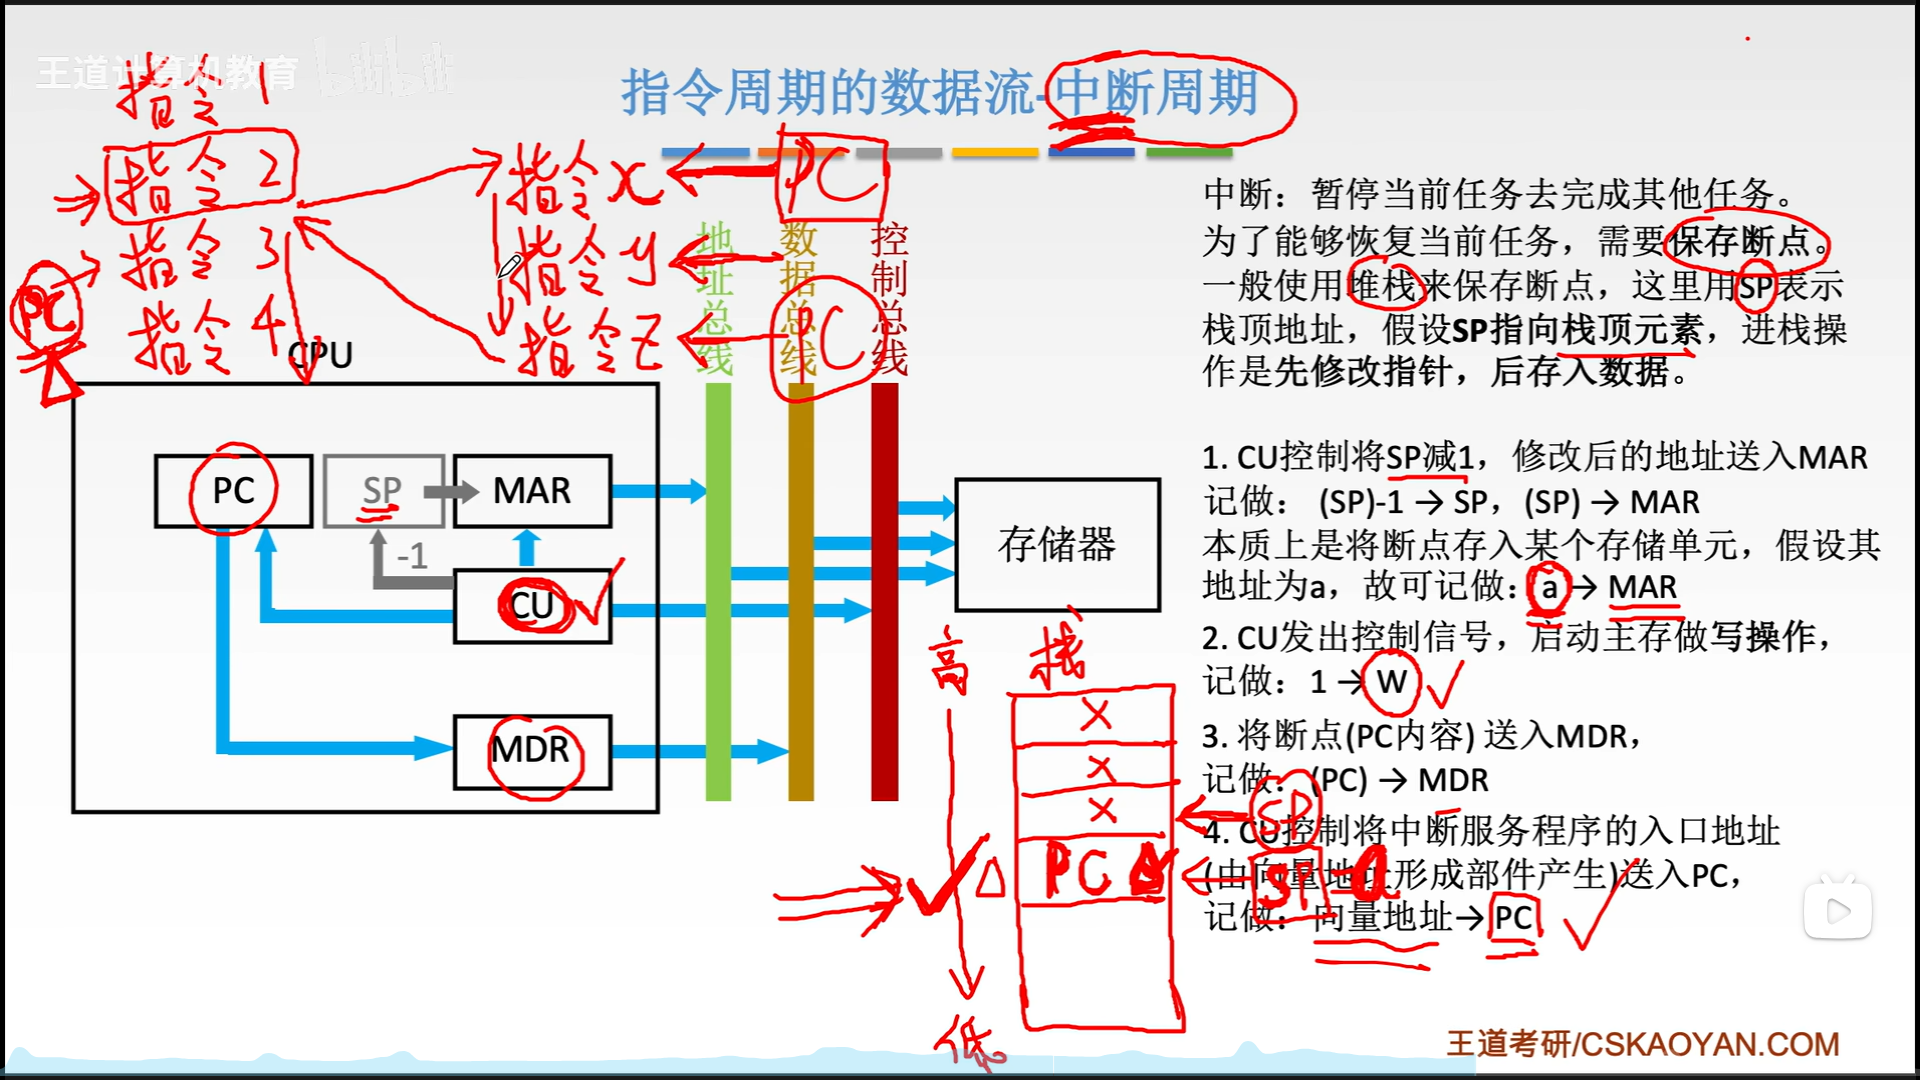 王道计算机教育 bilibili
指令周期的数据流-中断周期
指令 1
指令 2
指令 3
指令 4
PC
指令 x
指令 y
指令 z
PC
PC
地址总线
数据总线
控制总线
CPU
PC
SP
MAR
-1
CU
MDR
存储器
高
栈
×
×
×
PC
SP
SP
a
低
中断：暂停当前任务去完成其他任务。
为了能够恢复当前任务，需要保存断点。
一般使用堆栈来保存断点，这里用SP表示
栈顶地址，假设SP指向栈顶元素，进栈操
作是先修改指针，后存入数据。
1. CU控制将SP减1，修改后的地址送入MAR
记做： (SP)-1 → SP，(SP) → MAR
本质上是将断点存入某个存储单元，假设其
地址为a，故可记做：a → MAR
2. CU发出控制信号，启动主存做写操作，
记做：1 → W
3. 将断点(PC内容) 送入MDR，
记做：(PC) → MDR
4. CU控制将中断服务程序的入口地址
(由向量地址形成部件产生)送入PC，
记做：向量地址→ PC
王道考研/CSKAOYAN.COM